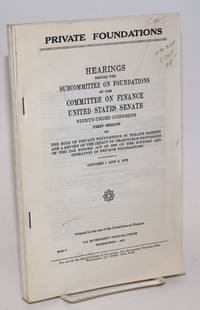 PRIVATE FOUNDATIONS
HEARINGS
BEFORE THE
SUBCOMMITTEE ON FOUNDATIONS
OF THE
COMMITTEE ON FINANCE
UNITED STATES SENATE
NINETY-THIRD CONGRESS
FIRST SESSION
ON
THE ROLE OF PRIVATE FOUNDATIONS IN TODAY'S SOCIETY
AND A REVIEW OF THE IMPACT OF CHARITABLE PROVISIONS
OF THE TAX REFORM ACT OF 1969 ON THE SUPPORT AND
OPERATION OF PRIVATE FOUNDATIONS
OCTOBER 1 AND 2, 1973
Printed for the use of the Committee on Finance
U.S. GOVERNMENT PRINTING OFFICE
WASHINGTON : 1973